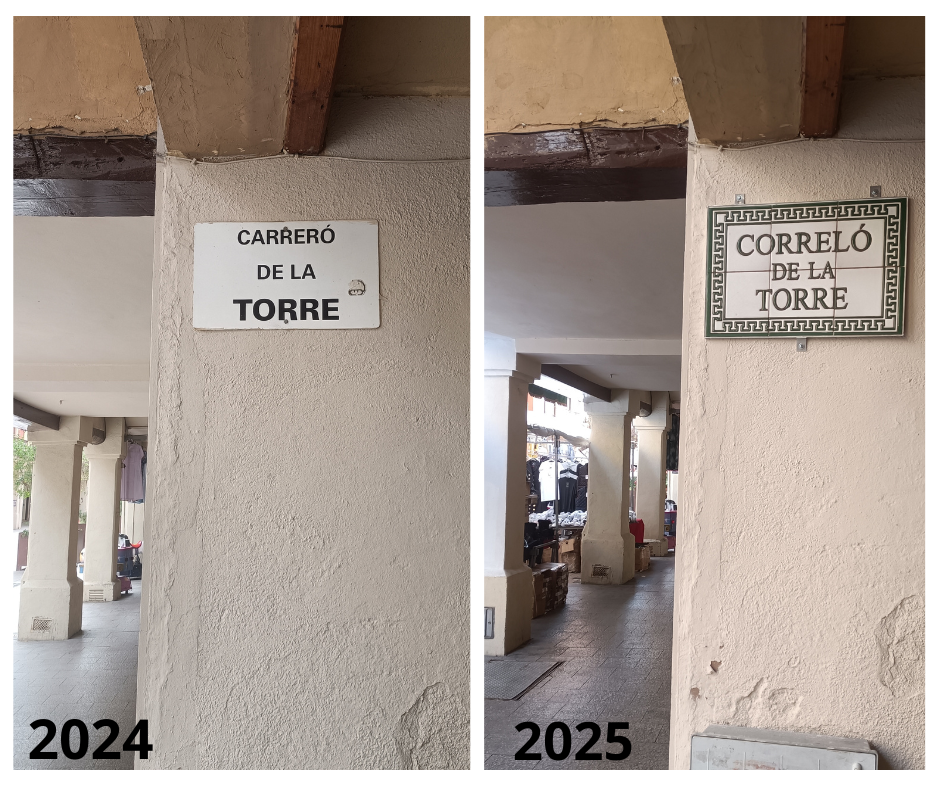 CARRERÓ
DE LA
TORRE
2024
CORRELÓ
DE LA
TORRE
2025